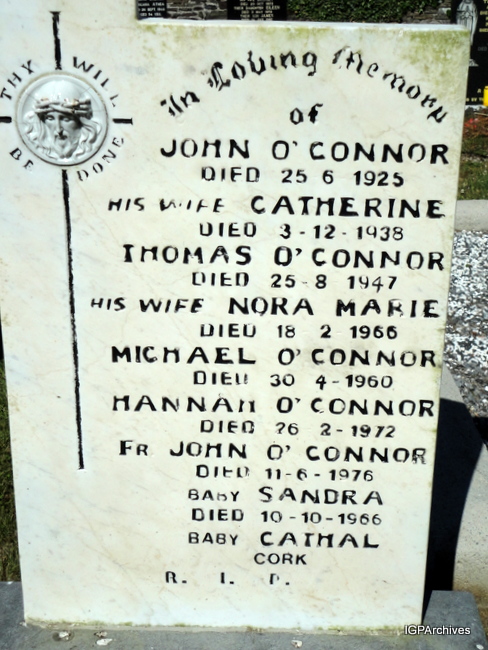 THY WILL
BE DONE
In Loving Memory
of
JOHN O'CONNOR
DIED 25 6 1925
HIS WIFE CATHERINE
DIED 3-12-1938
THOMAS O'CONNOR
DIED 25-8 1947
HIS WIFE NORA MARIE
DIED 18 2-1966
MICHAEL O'CONNOR
DIED 30 4-1960
HANNAH O'CONNOR
DIED 26 2-1972
FR JOHN O'CONNOR
DIED 11-6-1976
BABY SANDRA
DIED 10-10-1966
BABY CATHAL
CORK
R. I. P.
IGPArchives